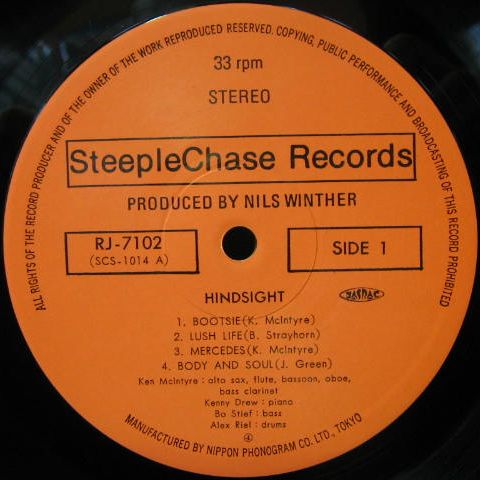 ALL RIGHTS OF THE RECORD PRODUCER AND OF THE OWNER OF THE WORK REPRODUCED RESERVED. COPYING, PUBLIC PERFORMANCE AND BROADCASTING OF THIS RECORD PROHIBITED
33 rpm
STEREO
SteepleChase Records
PRODUCED BY NILS WINTHER
RJ-7102
(SCS-1014 A)
SIDE 1
HINDSIGHT
JASRAC
1. BOOTSIE(K. McIntyre)
2. LUSH LIFE(B. Strayhorn)
3. MERCEDES(K. McIntyre)
4. BODY AND SOUL(J. Green)
Ken McIntyre : alto sax, flute, bassoon, oboe,
bass clarinet
Kenny Drew : piano
Bo Stief : bass
Alex Riel : drums
④
MANUFACTURED BY NIPPON PHONOGRAM CO. LTD., TOKYO